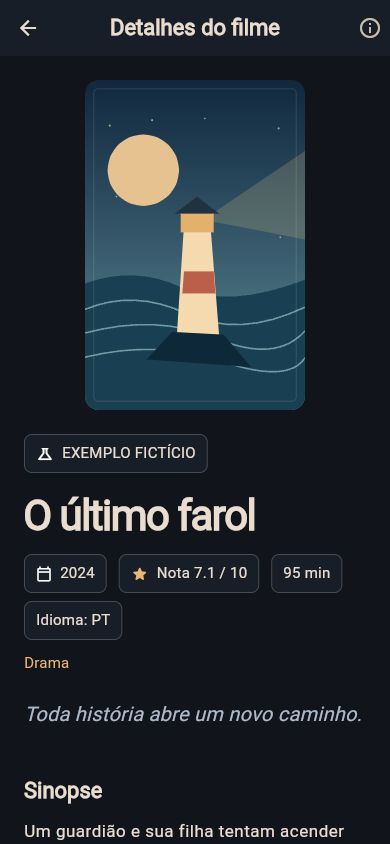 Detalhes do filme
EXEMPLO FICTÍCIO
O último farol
2024
Nota 7.1 / 10
95 min
Idioma: PT
Drama
Toda história abre um novo caminho.
Sinopse
Um guardião e sua filha tentam acender